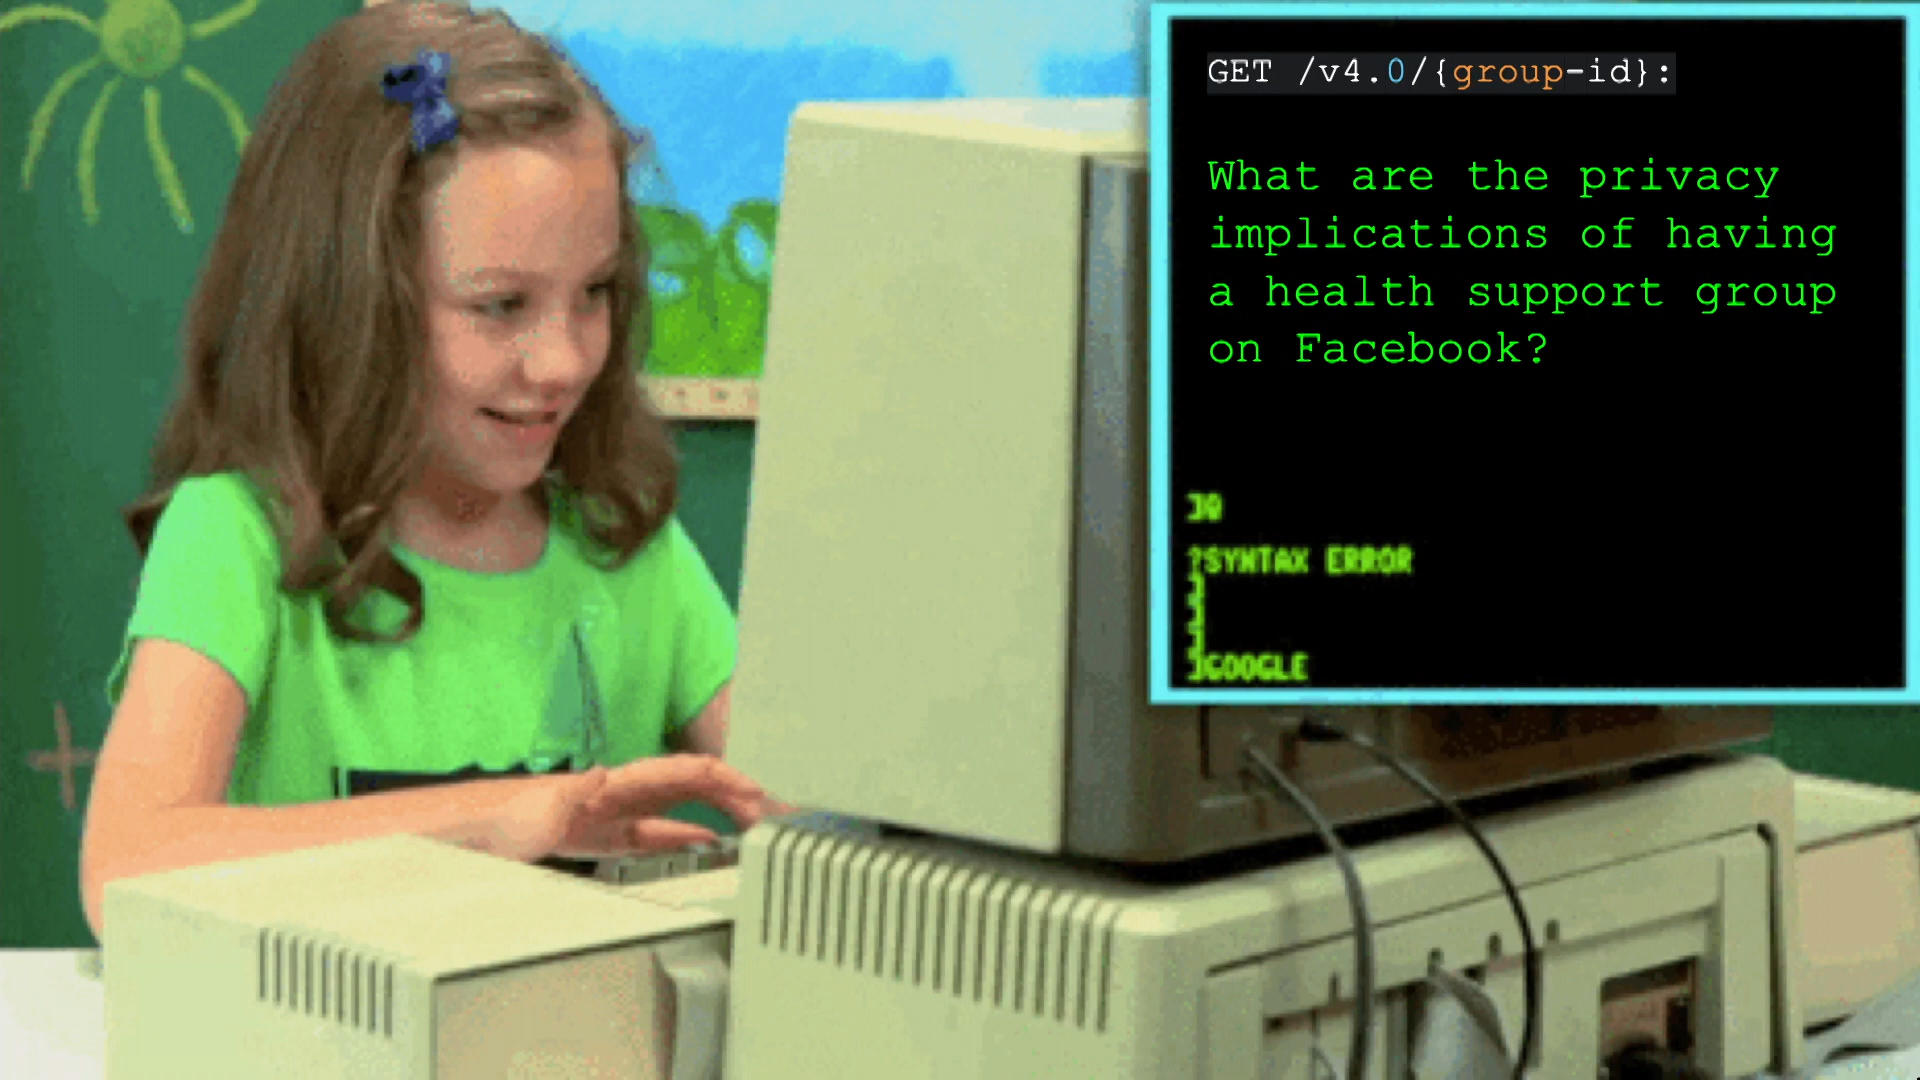 GET /v4.0/{group-id}:
What are the privacy
implications of having
a health support group
on Facebook?
]@
?SYNTAX ERROR
]
]
]
]GOOGLE